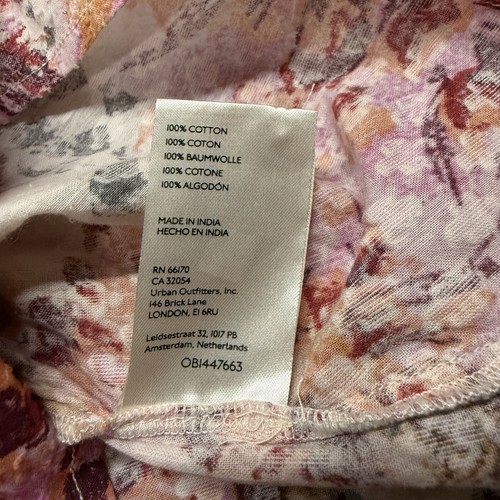 100% COTTON
100% COTON
100% BAUMWOLLE
100% COTONE
100% ALGODÓN
MADE IN INDIA
HECHO EN INDIA
RN 66170
CA 32054
Urban Outfitters, Inc.
146 Brick Lane
LONDON, E1 6RU
Leidsestraat 32, 1017 PB
Amsterdam, Netherlands
OB1447663